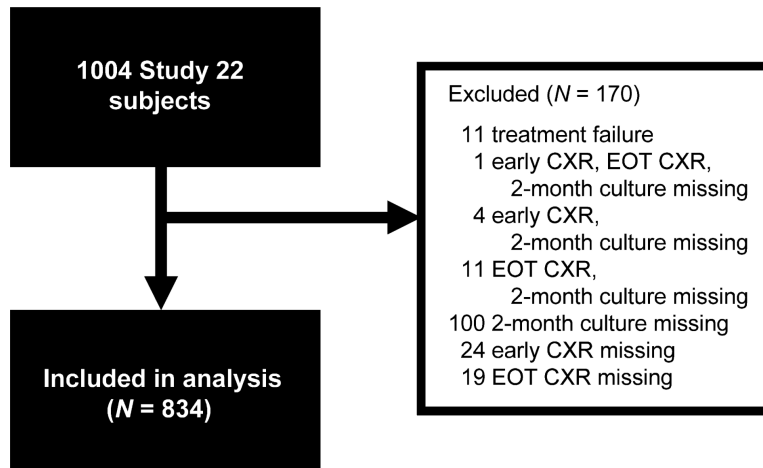 1004 Study 22
subjects
Excluded (N = 170)
11 treatment failure
1 early CXR, EOT CXR,
2-month culture missing
4 early CXR,
2-month culture missing
11 EOT CXR,
2-month culture missing
100 2-month culture missing
24 early CXR missing
19 EOT CXR missing
Included in analysis
(N = 834)